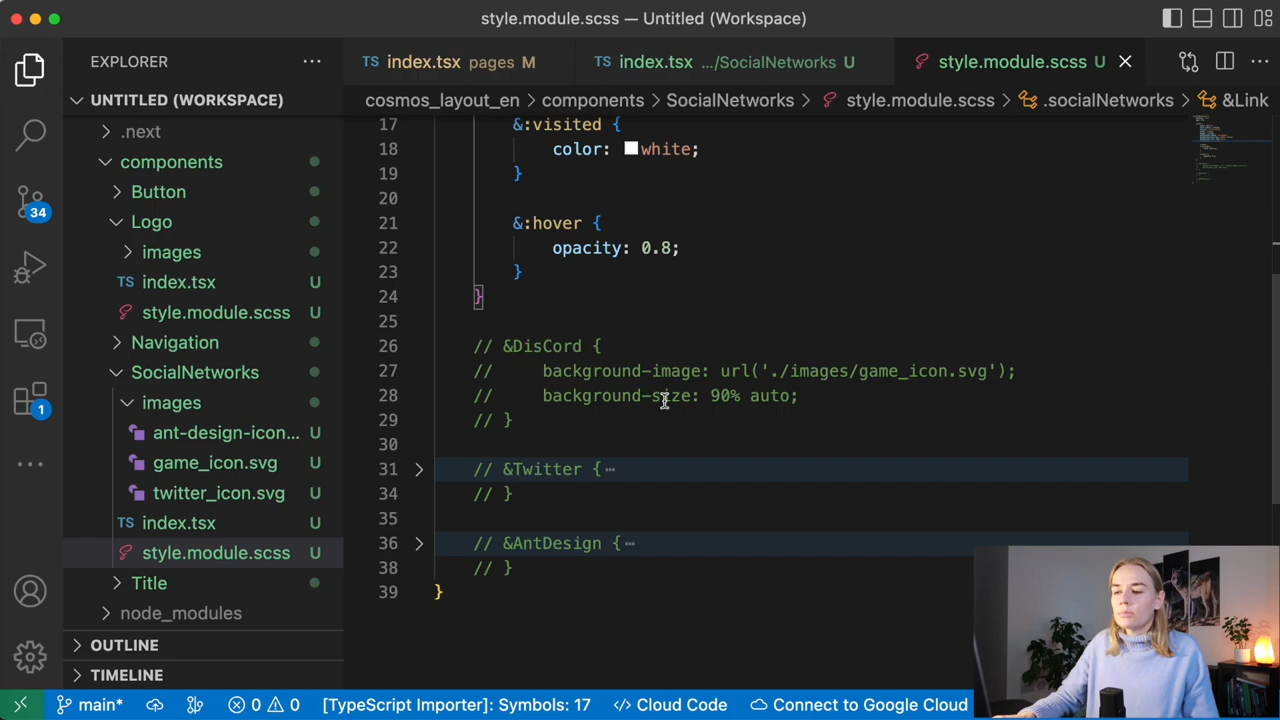 style.module.scss — Untitled (Workspace)
EXPLORER
TS index.tsx pages M
TS index.tsx .../SocialNetworks U
style.module.scss U
UNTITLED (WORKSPACE)
cosmos_layout_en > components > SocialNetworks > style.module.scss > .socialNetworks > &Link
.next
components
Button
Logo
images
TS index.tsx U
style.module.scss U
Navigation
SocialNetworks
images
ant-design-icon... U
game_icon.svg U
twitter_icon.svg U
TS index.tsx U
style.module.scss U
Title
node_modules
OUTLINE
TIMELINE
34
1
17 &:visited {
18 color: white;
19 }
20
21 &:hover {
22 opacity: 0.8;
23 }
24 }
25
26 // &DisCord {
27 // background-image: url('./images/game_icon.svg');
28 // background-size: 90% auto;
29 // }
30
31 // &Twitter { ...
34 // }
35
36 // &AntDesign { ...
38 // }
39 }
main* 0 0 [TypeScript Importer]: Symbols: 17 </> Cloud Code Connect to Google Cloud